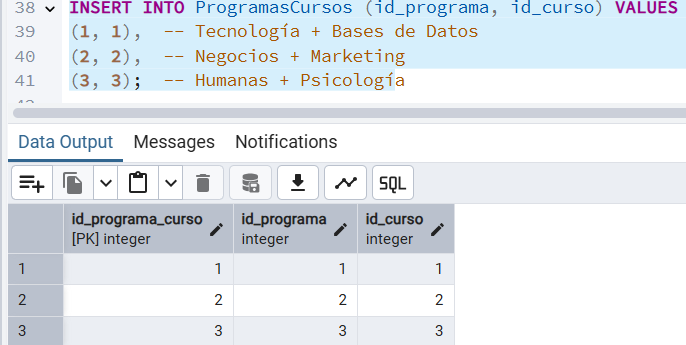 38 INSERT INTO ProgramasCursos (id_programa, id_curso) VALUES
39 (1, 1), -- Tecnología + Bases de Datos
40 (2, 2), -- Negocios + Marketing
41 (3, 3); -- Humanas + Psicología
Data Output Messages Notifications
SQL
id_programa_curso id_programa id_curso
[PK] integer integer integer
1 1 1 1
2 2 2 2
3 3 3 3